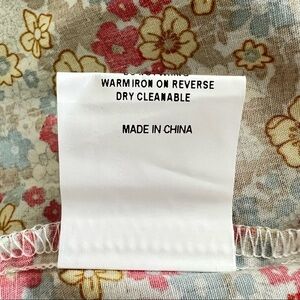 WARM IRON ON REVERSE
DRY CLEANABLE
MADE IN CHINA